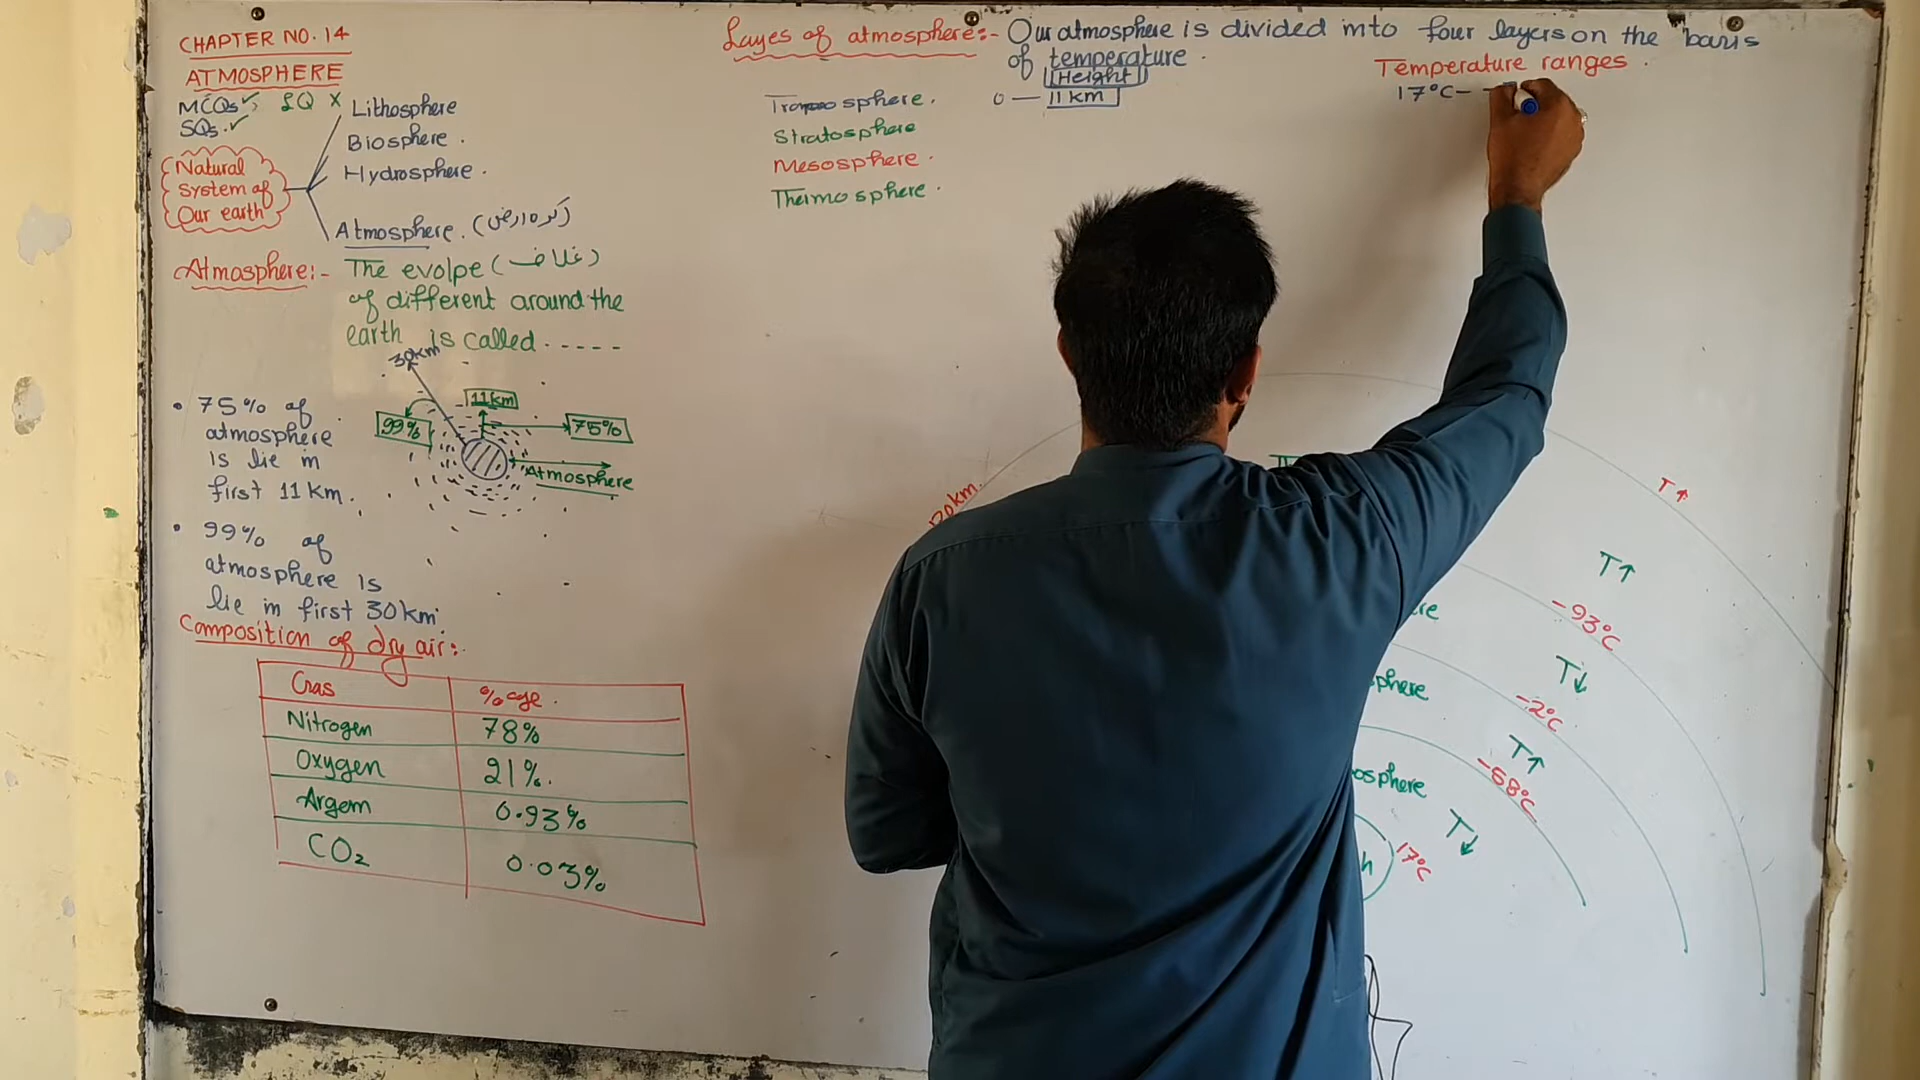 CHAPTER NO. 14
ATMOSPHERE
MCQs ✓, LQ X
SQs. ✓
Natural
System of
Our earth
Lithosphere
Biosphere.
Hydrosphere.
Atmosphere. (کرہ ارض)
Atmosphere:- The evolpe (غلاف)
of different around the
earth is called -----
30km
11km
99%
75%
Atmosphere
• 75% of
atmosphere
is lie in
first 11 km.
• 99% of
atmosphere is
lie in first 30km.
Composition of dry air:-
Gas %age.
Nitrogen 78%
Oxygen 21%.
Argem 0.93%
CO₂ 0.03%
Layes of atmosphere:- Our atmosphere is divided into four layers on the basis
of temperature.
Height
Temperature ranges.
Troposphere. 0 — 11 km
17°C-
Stratosphere
Mesosphere.
Thermosphere.
T↑
T↑
-93°C
T↓
-2°C
T↑
-58°C
T↓
17°C